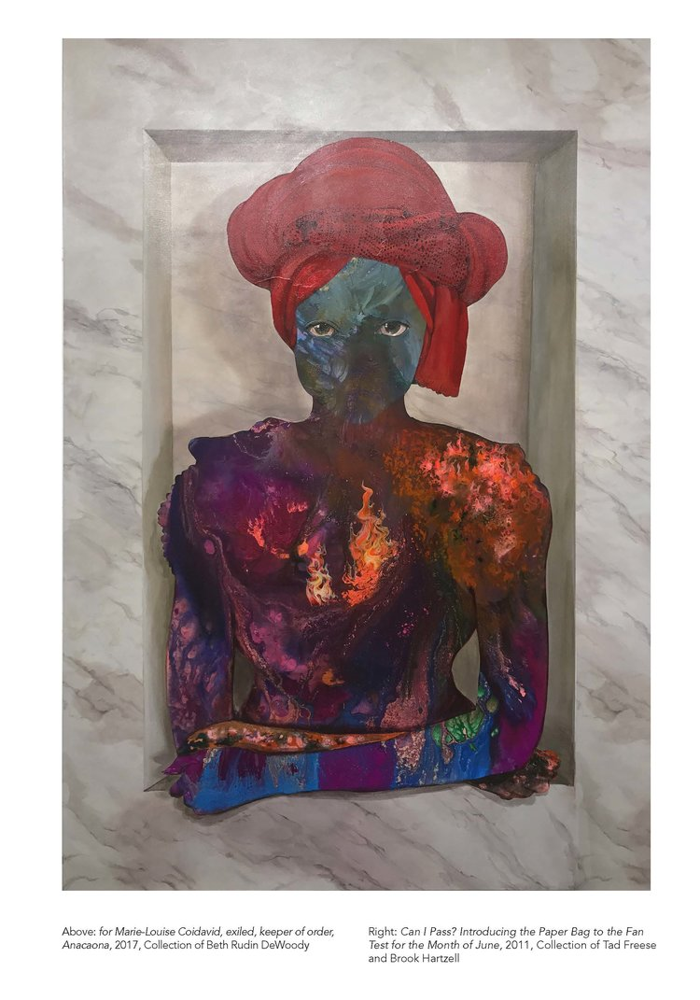 Above: for Marie-Louise Coidavid, exiled, keeper of order,
Anacaona, 2017, Collection of Beth Rudin DeWoody
Right: Can I Pass? Introducing the Paper Bag to the Fan
Test for the Month of June, 2011, Collection of Tad Freese
and Brook Hartzell